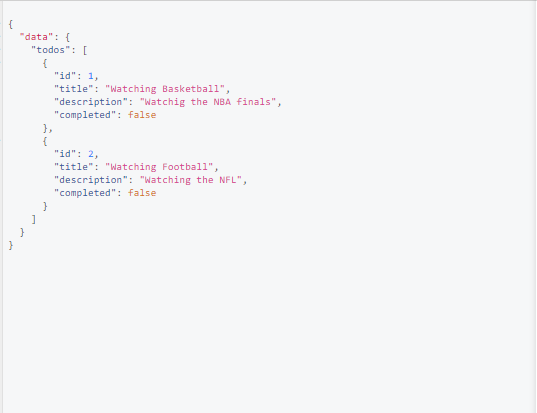 {
  "data": {
    "todos": [
      {
        "id": 1,
        "title": "Watching Basketball",
        "description": "Watchig the NBA finals",
        "completed": false
      },
      {
        "id": 2,
        "title": "Watching Football",
        "description": "Watching the NFL",
        "completed": false
      }
    ]
  }
}